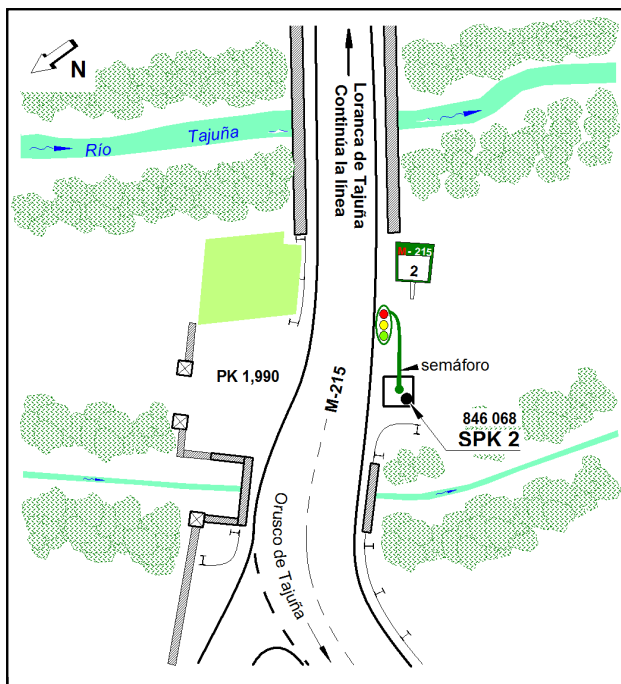 N
Río Tajuña
Loranca de Tajuña
Continúa la línea
M-215
2
semáforo
PK 1,990
M-215
846 068
SPK 2
Orusco de Tajuña